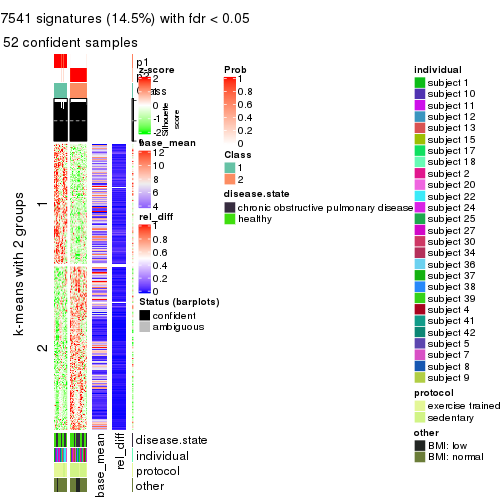 7541 signatures (14.5%) with fdr < 0.05
52 confident samples
p1
p2
z-score
2
1
0
-1
-2
Silhouette score
base_mean
12
10
8
6
4
rel_diff
1
0.8
0.6
0.4
0.2
0
Status (barplots)
confident
ambiguous
Prob
1
0.8
0.6
0.4
0.2
0
Class
1
2
disease.state
chronic obstructive pulmonary disease
healthy
individual
subject 1
subject 10
subject 11
subject 12
subject 13
subject 15
subject 17
subject 18
subject 2
subject 20
subject 22
subject 24
subject 25
subject 27
subject 30
subject 34
subject 36
subject 37
subject 38
subject 39
subject 4
subject 41
subject 42
subject 5
subject 7
subject 8
subject 9
protocol
exercise trained
sedentary
other
BMI: low
BMI: normal
k-means with 2 groups
1
2
disease.state
individual
protocol
other
base_mean
rel_diff